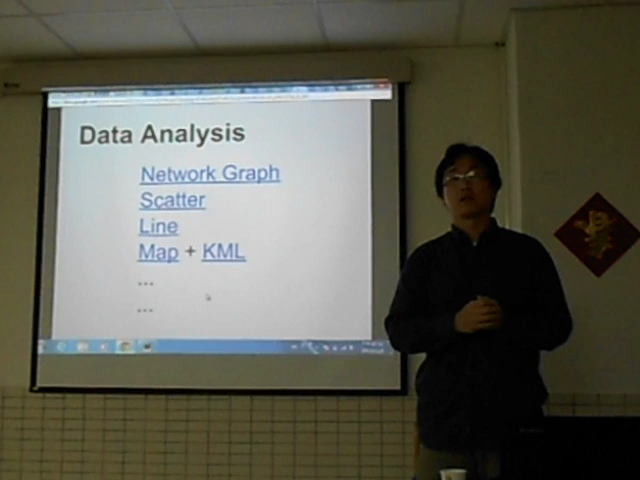 Data Analysis
Network Graph
Scatter
Line
Map + KML
...
...